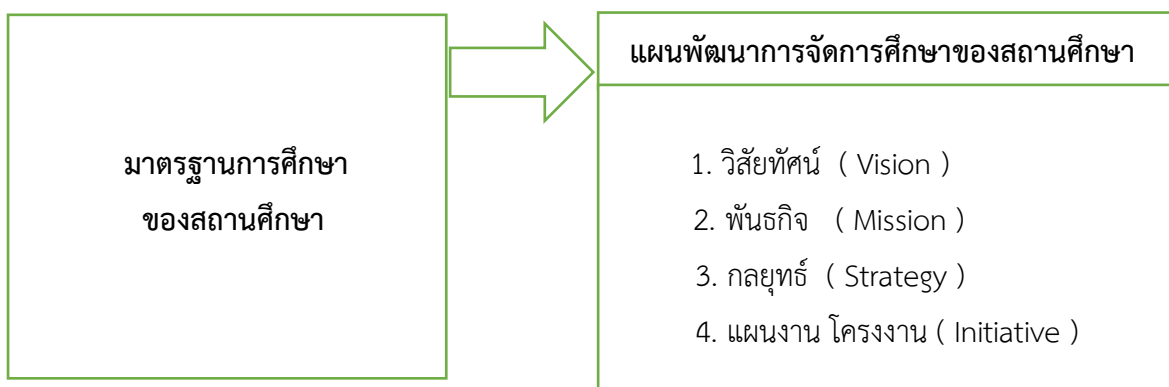 มาตรฐานการศึกษา
ของสถานศึกษา
แผนพัฒนาการจัดการศึกษาของสถานศึกษา
1. วิสัยทัศน์ ( Vision )
2. พันธกิจ ( Mission )
3. กลยุทธ์ ( Strategy )
4. แผนงาน โครงงาน ( Initiative )